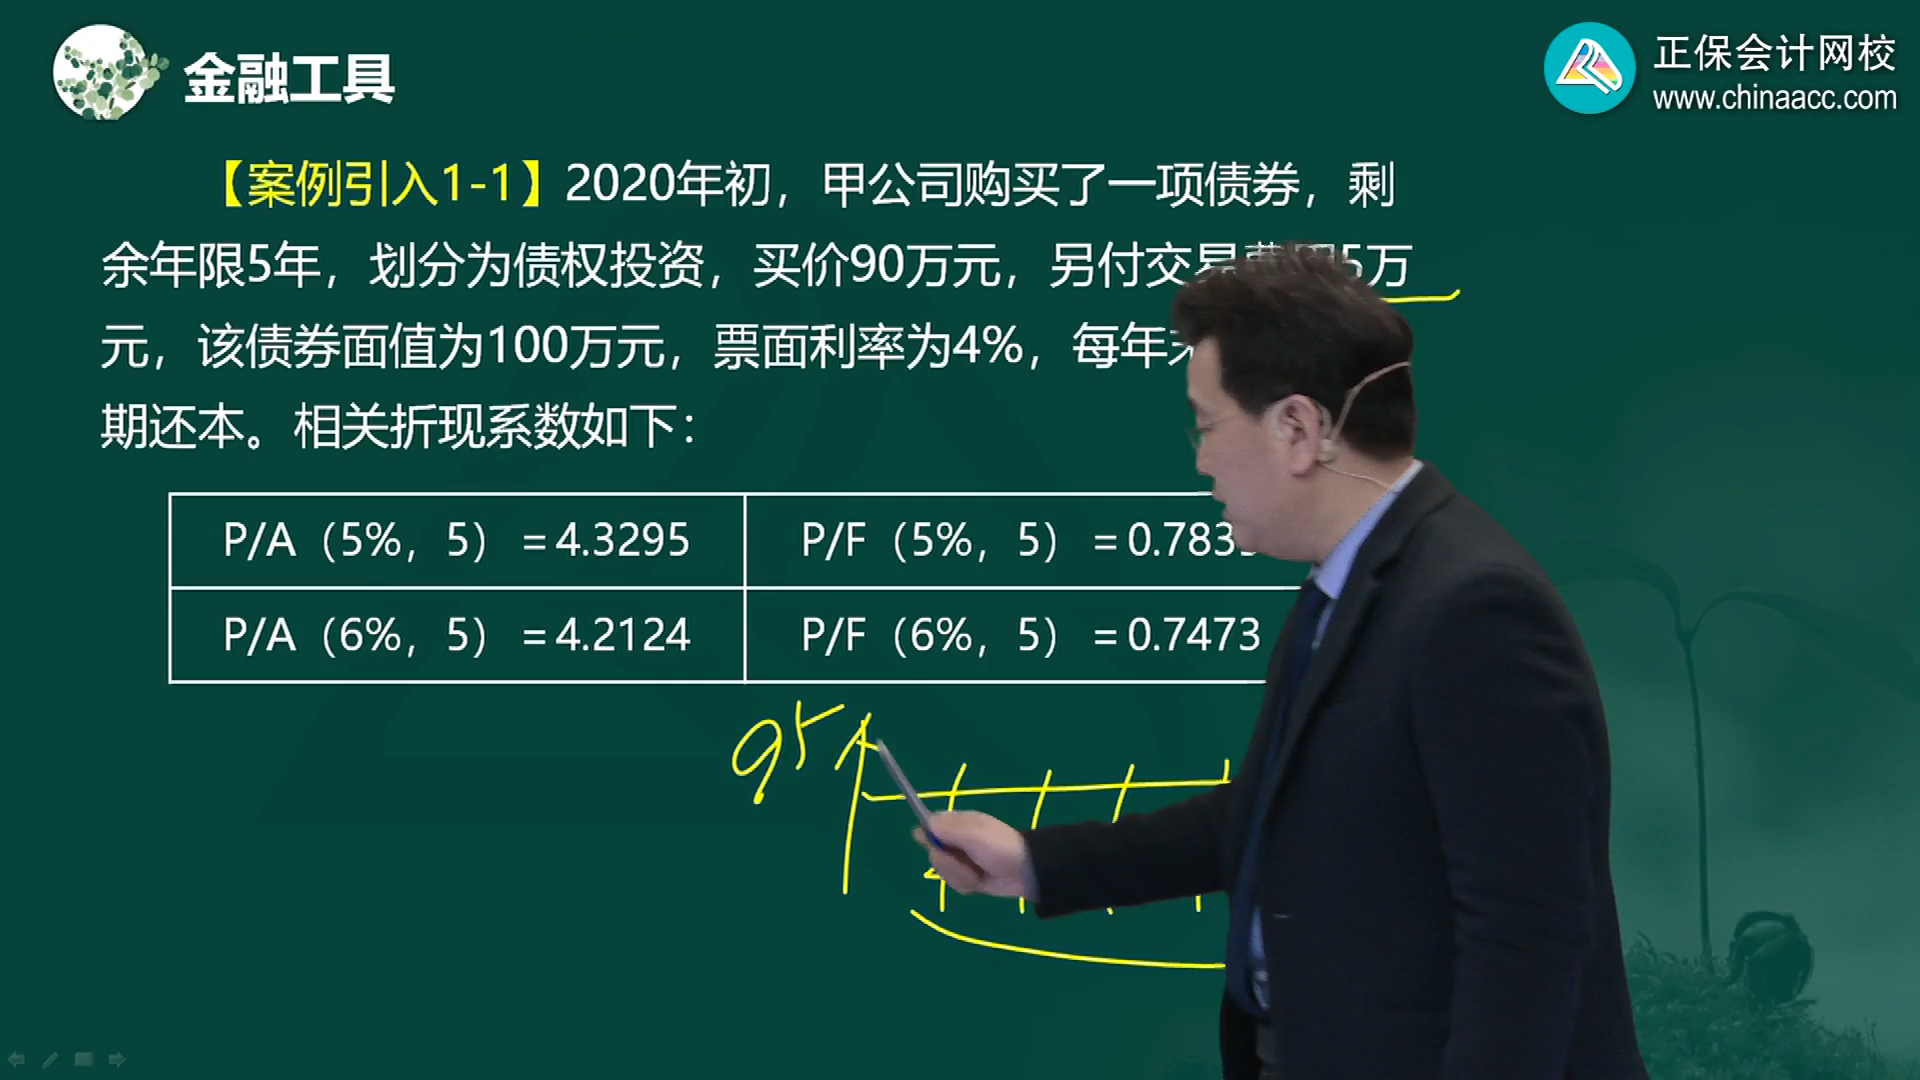 金融工具
正保会计网校
www.chinaacc.com
【案例引入1-1】2020年初，甲公司购买了一项债券，剩
余年限5年，划分为债权投资，买价90万元，另付交易 5万
元，该债券面值为100万元，票面利率为4%，每年
期还本。相关折现系数如下：
P/A（5%，5）=4.3295 P/F（5%，5）=0.783
P/A（6%，5）=4.2124 P/F（6%，5）=0.7473
95